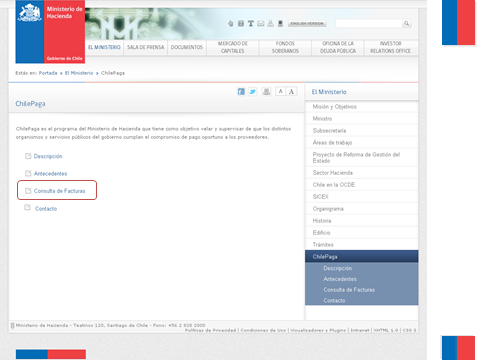 Ministerio de
Hacienda
Gobierno de Chile
ENGLISH VERSION
EL MINISTERIO
SALA DE PRENSA
DOCUMENTOS
MERCADO DE
CAPITALES
FONDOS
SOBERANOS
OFICINA DE LA
DEUDA PÚBLICA
INVESTOR
RELATIONS OFFICE
Estás en: Portada » El Ministerio » ChilePaga
A A
ChilePaga
ChilePaga es el programa del Ministerio de Hacienda que tiene como objetivo velar y supervisar de que los distintos
organismos y servicios públicos del gobierno cumplan el compromiso de pago oportuno a los proveedores.
Descripción
Antecedentes
Consulta de Facturas
Contacto
El Ministerio
Misión y Objetivos
Ministro
Subsecretaría
Áreas de trabajo
Proyecto de Reforma de Gestión del
Estado
Sector Hacienda
Chile en la OCDE
SICEX
Organigrama
Historia
Edificio
Trámites
ChilePaga
Descripción
Antecedentes
Consulta de Facturas
Contacto
Ministerio de Hacienda - Teatinos 120, Santiago de Chile - Fono: +56 2 828 2000
Políticas de Privacidad | Condiciones de Uso | Visualizadores y Plugins | Intranet | XHTML 1.0 | CSS 3